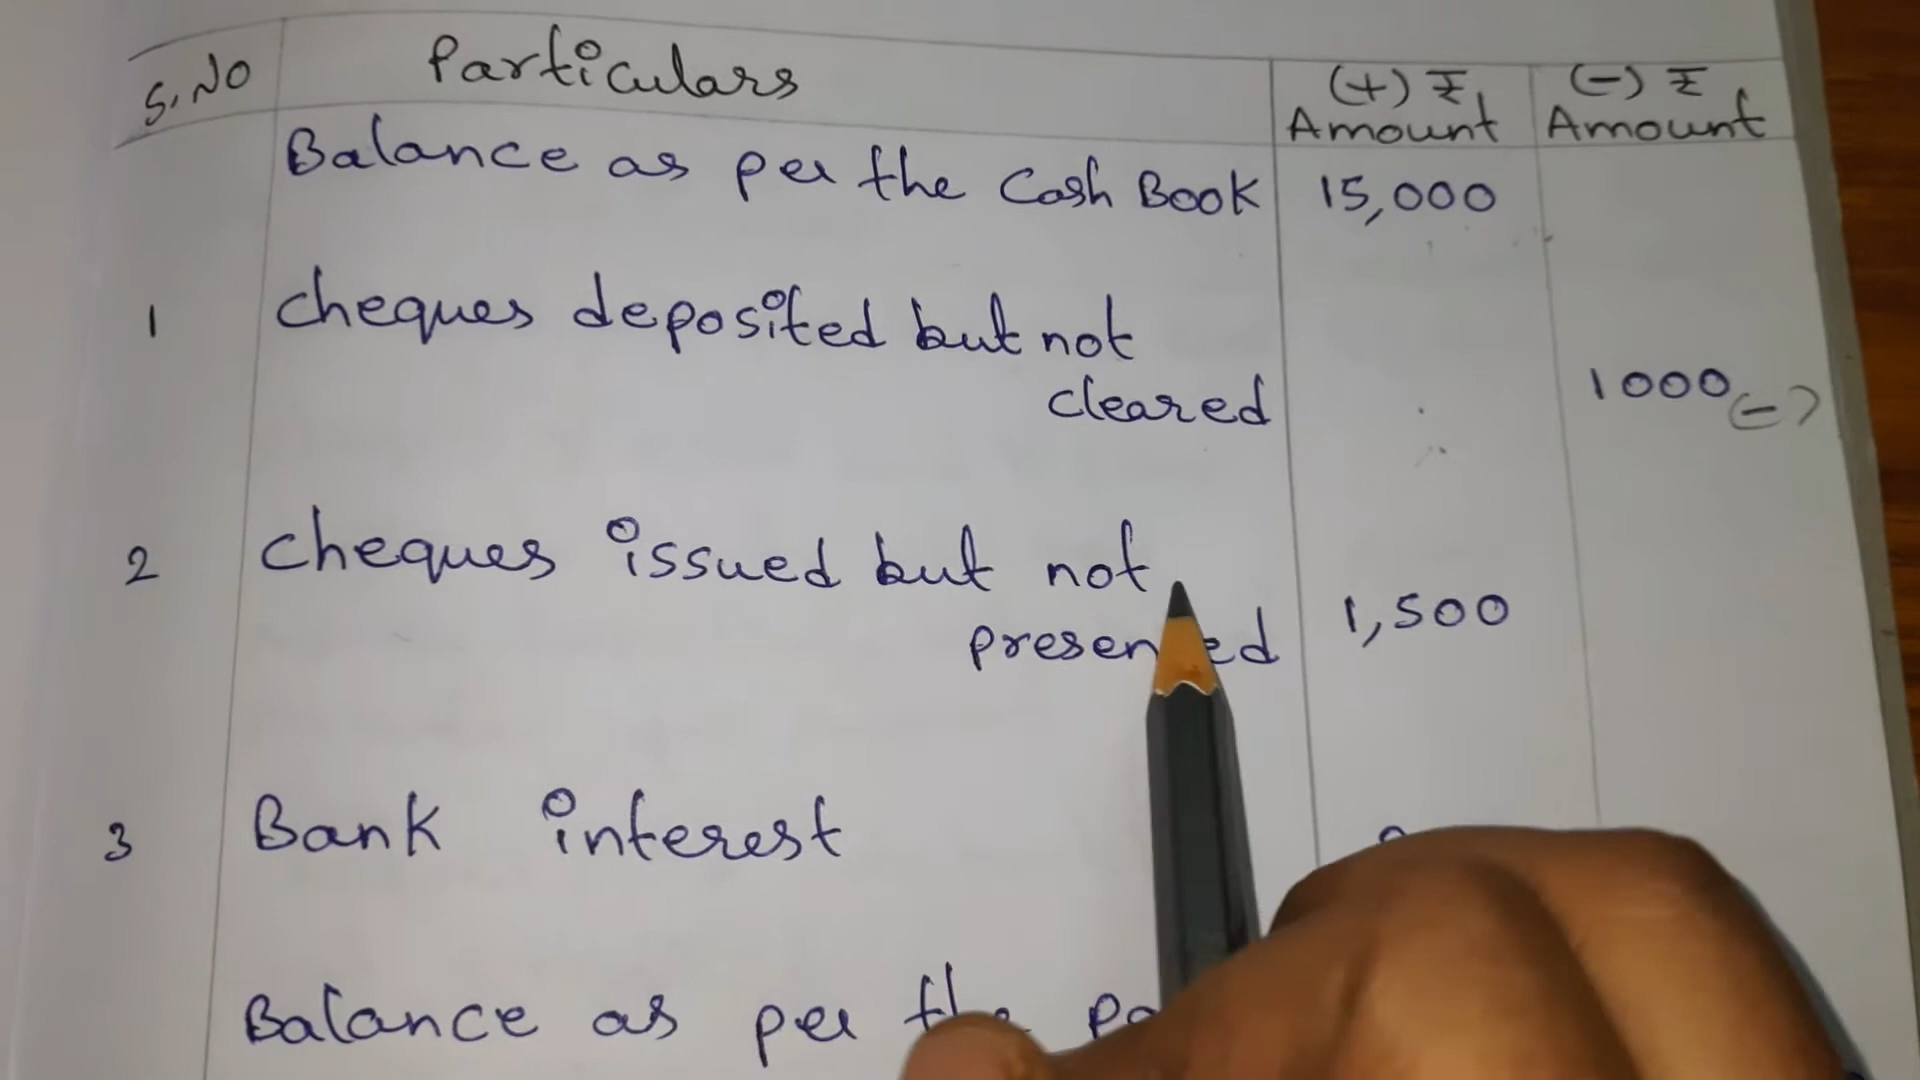 S.No Particulars (+) ₹ Amount (-) ₹ Amount
Balance as per the Cash Book 15,000
1 cheques deposited but not
cleared 1000 (-)
2 cheques issued but not
presented 1,500
3 Bank interest
Balance as per the